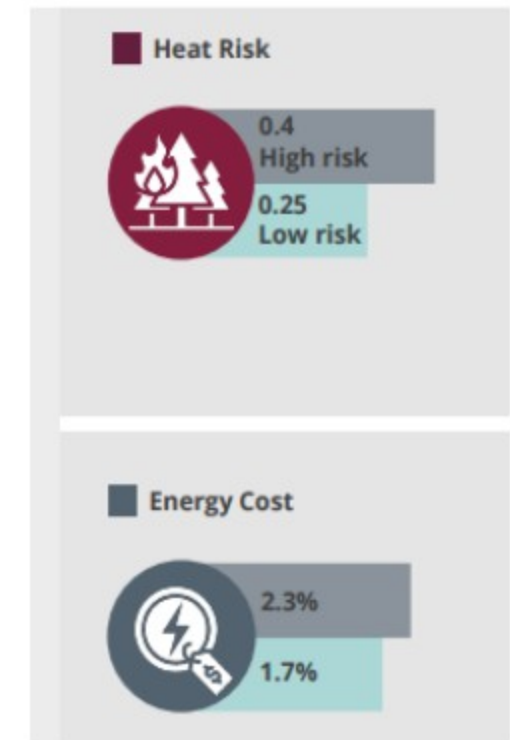 Heat Risk
0.4
High risk
0.25
Low risk
Energy Cost
2.3%
1.7%
$